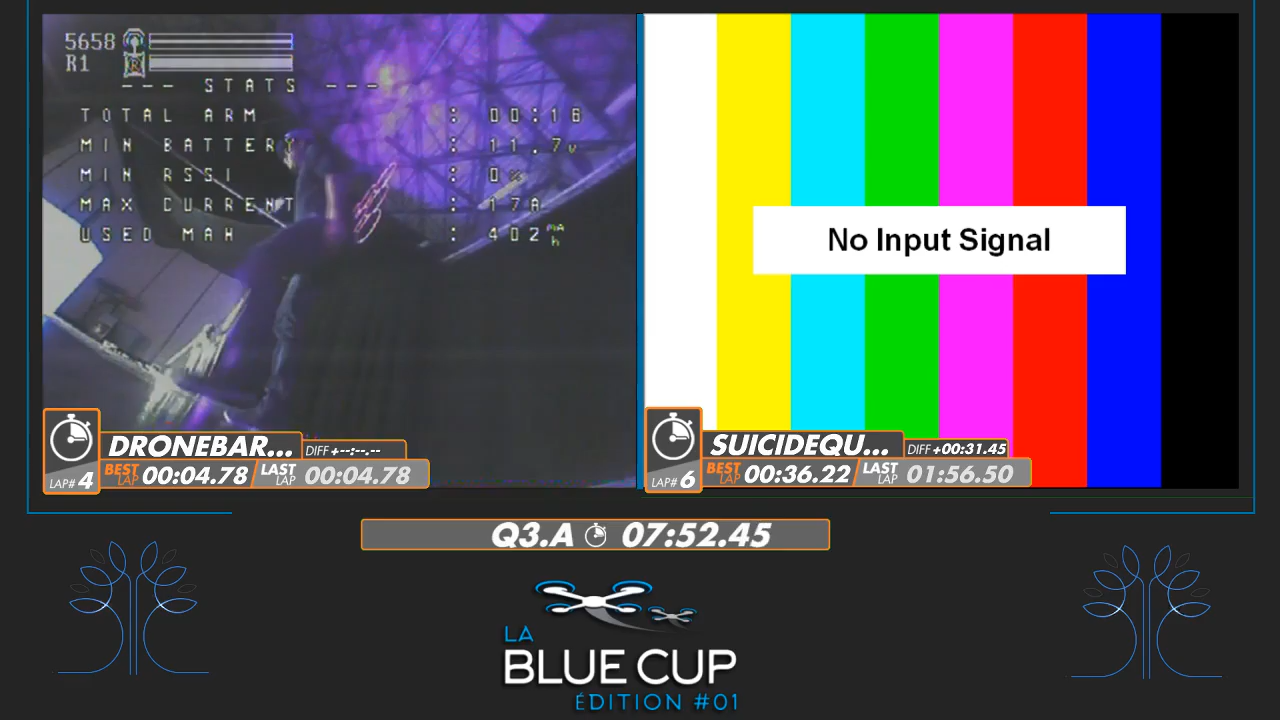 5658
R1
--- STATS ---
TOTAL ARM : 00:16
MIN BATTERY : 11.7v
MIN RSSI : 0%
MAX CURRENT : 17A
USED MAH : 402 mAh
No Input Signal
DRONEBAR... DIFF +--:--.--
LAP# 4 BEST LAP 00:04.78 LAST LAP 00:04.78
SUICIDEQU... DIFF +00:31.45
LAP# 6 BEST LAP 00:36.22 LAST LAP 01:56.50
Q3.A 07:52.45
LA
BLUE CUP
ÉDITION #01